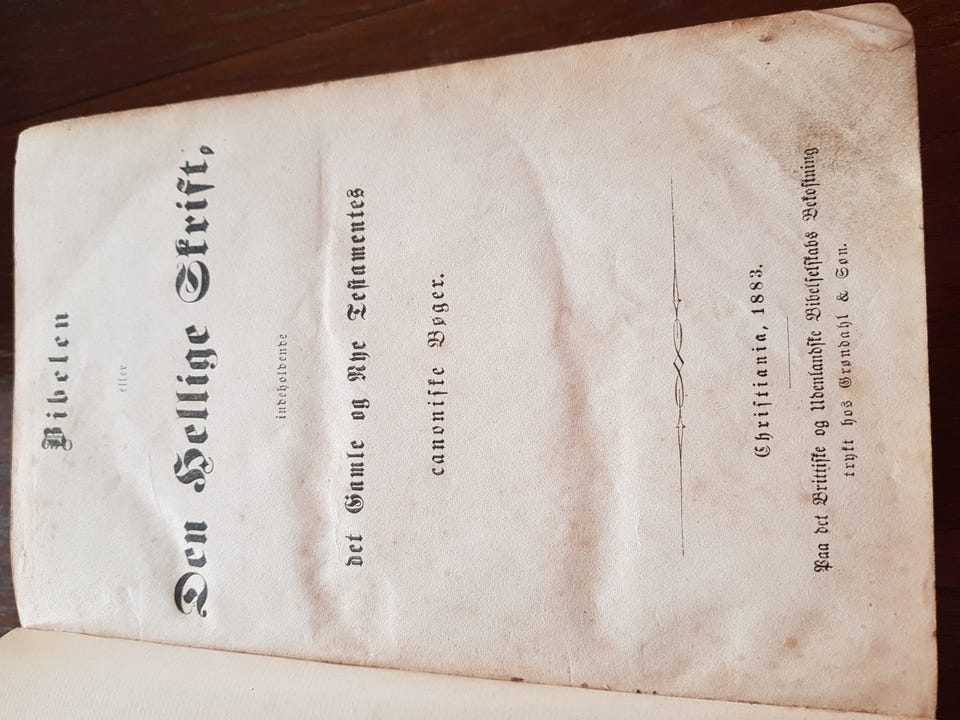 Bibelen
eller
Den Hellige Skrift,
indeholdende
det Gamle og Nye Testamentes
canoniske Bøger.
Christiania, 1883.
Paa det Brittiske og Udenlandske Bibelselskabs Bekostning
trykt hos Grøndahl & Søn.